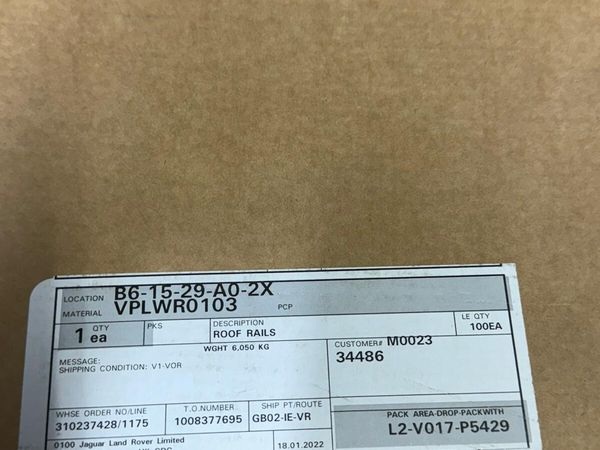 LOCATION B6-15-29-A0-2X
MATERIAL VPLWR0103 PCP
QTY PKS DESCRIPTION LE QTY
1 ea ROOF RAILS 100EA
WGHT 6,050 KG
MESSAGE: CUSTOMER# M0023
SHIPPING CONDITION: V1-VOR 34486
WHSE ORDER NO/LINE T.O.NUMBER SHIP PT/ROUTE PACK AREA-DROP-PACKWITH
310237428/1175 1008377695 GB02-IE-VR L2-V017-P5429
0100 Jaguar Land Rover Limited 18.01.2022